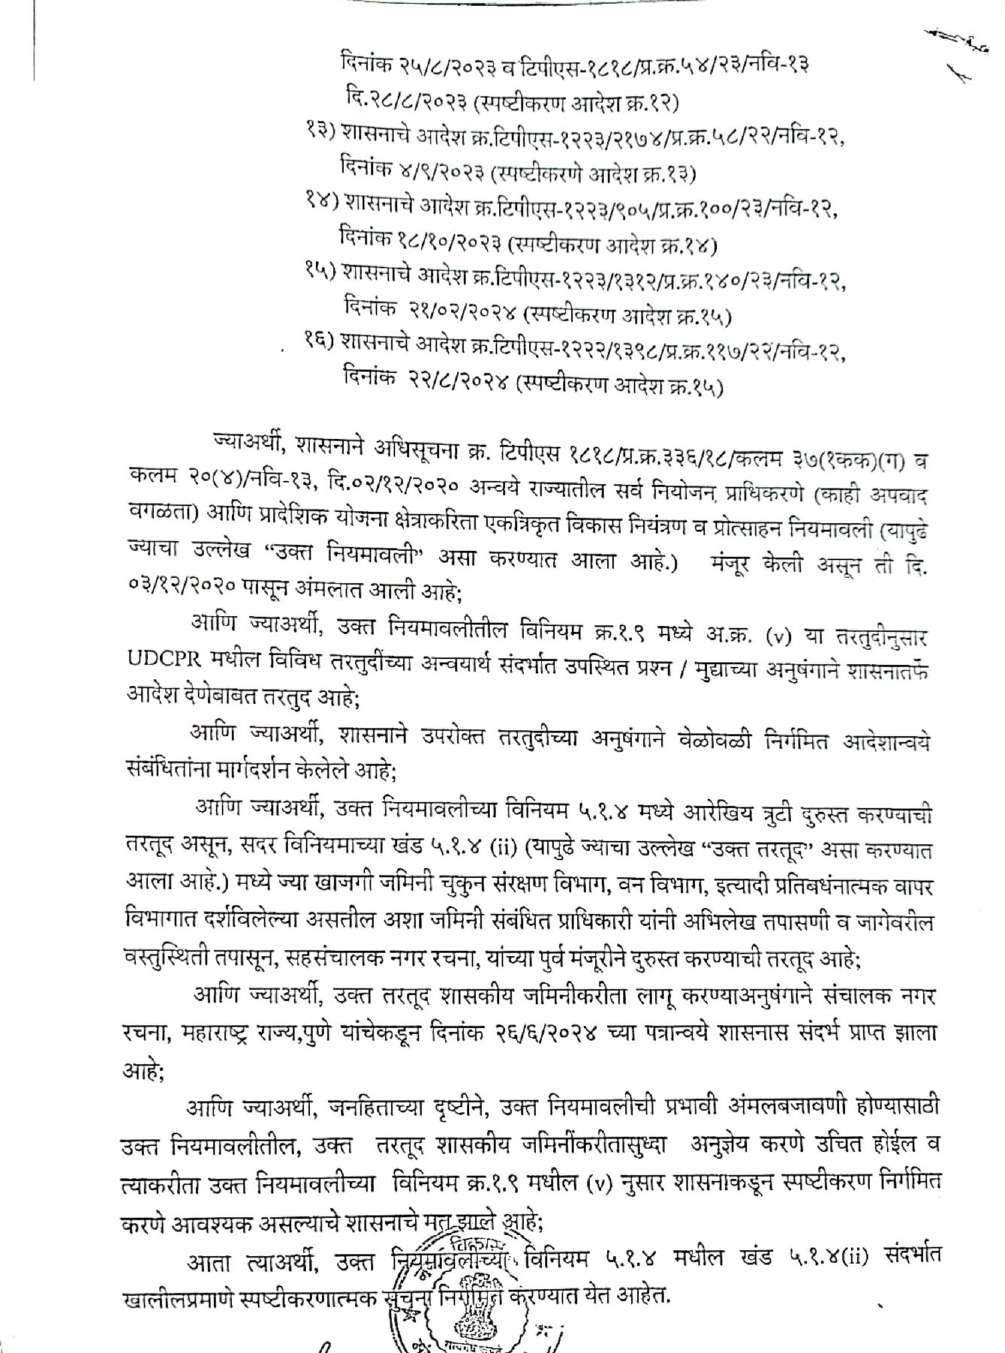 दिनांक २५/८/२०२३ व टिपीएस-१८१८/प्र.क्र.५४/२३/नवि-१३
दि.२८/८/२०२३ (स्पष्टीकरण आदेश क्र.१२)
१३) शासनाचे आदेश क्र.टिपीएस-१२२३/२१७४/प्र.क्र.५८/२२/नवि-१२,
दिनांक ४/९/२०२३ (स्पष्टीकरणे आदेश क्र.१३)
१४) शासनाचे आदेश क्र.टिपीएस-१२२३/९०५/प्र.क्र.१००/२३/नवि-१२,
दिनांक १८/१०/२०२३ (स्पष्टीकरण आदेश क्र.१४)
१५) शासनाचे आदेश क्र.टिपीएस-१२२३/१३१२/प्र.क्र.१४०/२३/नवि-१२,
दिनांक २१/०२/२०२४ (स्पष्टीकरण आदेश क्र.१५)
१६) शासनाचे आदेश क्र.टिपीएस-१२२२/१३९८/प्र.क्र.११७/२२/नवि-१२,
दिनांक २२/८/२०२४ (स्पष्टीकरण आदेश क्र.१५)
ज्याअर्थी, शासनाने अधिसूचना क्र. टिपीएस १८१८/प्र.क्र.३३६/१८/कलम ३७(१कक)(ग) व
कलम २०(४)/नवि-१३, दि.०२/१२/२०२० अन्वये राज्यातील सर्व नियोजन प्राधिकरणे (काही अपवाद
वगळता) आणि प्रादेशिक योजना क्षेत्राकरिता एकत्रिकृत विकास नियंत्रण व प्रोत्साहन नियमावली (यापुढे
ज्याचा उल्लेख “उक्त नियमावली” असा करण्यात आला आहे.) मंजूर केली असून ती दि.
०३/१२/२०२० पासून अंमलात आली आहे;
आणि ज्याअर्थी, उक्त नियमावलीतील विनियम क्र.१.९ मध्ये अ.क्र. (v) या तरतुदीनुसार
UDCPR मधील विविध तरतुदींच्या अन्वयार्थ संदर्भात उपस्थित प्रश्न / मुद्याच्या अनुषंगाने शासनातर्फे
आदेश देणेबाबत तरतुद आहे;
आणि ज्याअर्थी, शासनाने उपरोक्त तरतुदीच्या अनुषंगाने वेळोवळी निर्गमित आदेशान्वये
संबंधितांना मार्गदर्शन केलेले आहे;
आणि ज्याअर्थी, उक्त नियमावलीच्या विनियम ५.१.४ मध्ये आरेखिय त्रुटी दुरुस्त करण्याची
तरतूद असून, सदर विनियमाच्या खंड ५.१.४ (ii) (यापुढे ज्याचा उल्लेख “उक्त तरतूद” असा करण्यात
आला आहे.) मध्ये ज्या खाजगी जमिनी चुकुन संरक्षण विभाग, वन विभाग, इत्यादी प्रतिबधंनात्मक वापर
विभागात दर्शविलेल्या असतील अशा जमिनी संबंधित प्राधिकारी यांनी अभिलेख तपासणी व जागेवरील
वस्तुस्थिती तपासून, सहसंचालक नगर रचना, यांच्या पुर्व मंजूरीने दुरुस्त करण्याची तरतूद आहे;
आणि ज्याअर्थी, उक्त तरतूद शासकीय जमिनीकरीता लागू करण्याअनुषंगाने संचालक नगर
रचना, महाराष्ट्र राज्य,पुणे यांचेकडून दिनांक २६/६/२०२४ च्या पत्रान्वये शासनास संदर्भ प्राप्त झाला
आहे;
आणि ज्याअर्थी, जनहिताच्या दृष्टीने, उक्त नियमावलीची प्रभावी अंमलबजावणी होण्यासाठी
उक्त नियमावलीतील, उक्त तरतूद शासकीय जमिनींकरीतासुध्दा अनुज्ञेय करणे उचित होईल व
त्याकरीता उक्त नियमावलीच्या विनियम क्र.१.९ मधील (v) नुसार शासनाकडून स्पष्टीकरण निर्गमित
करणे आवश्यक असल्याचे शासनाचे मत झाले आहे;
आता त्याअर्थी, उक्त नियमावलीच्या विनियम ५.१.४ मधील खंड ५.१.४(ii) संदर्भात
खालीलप्रमाणे स्पष्टीकरणात्मक सुचना निर्गमित करण्यात येत आहेत.